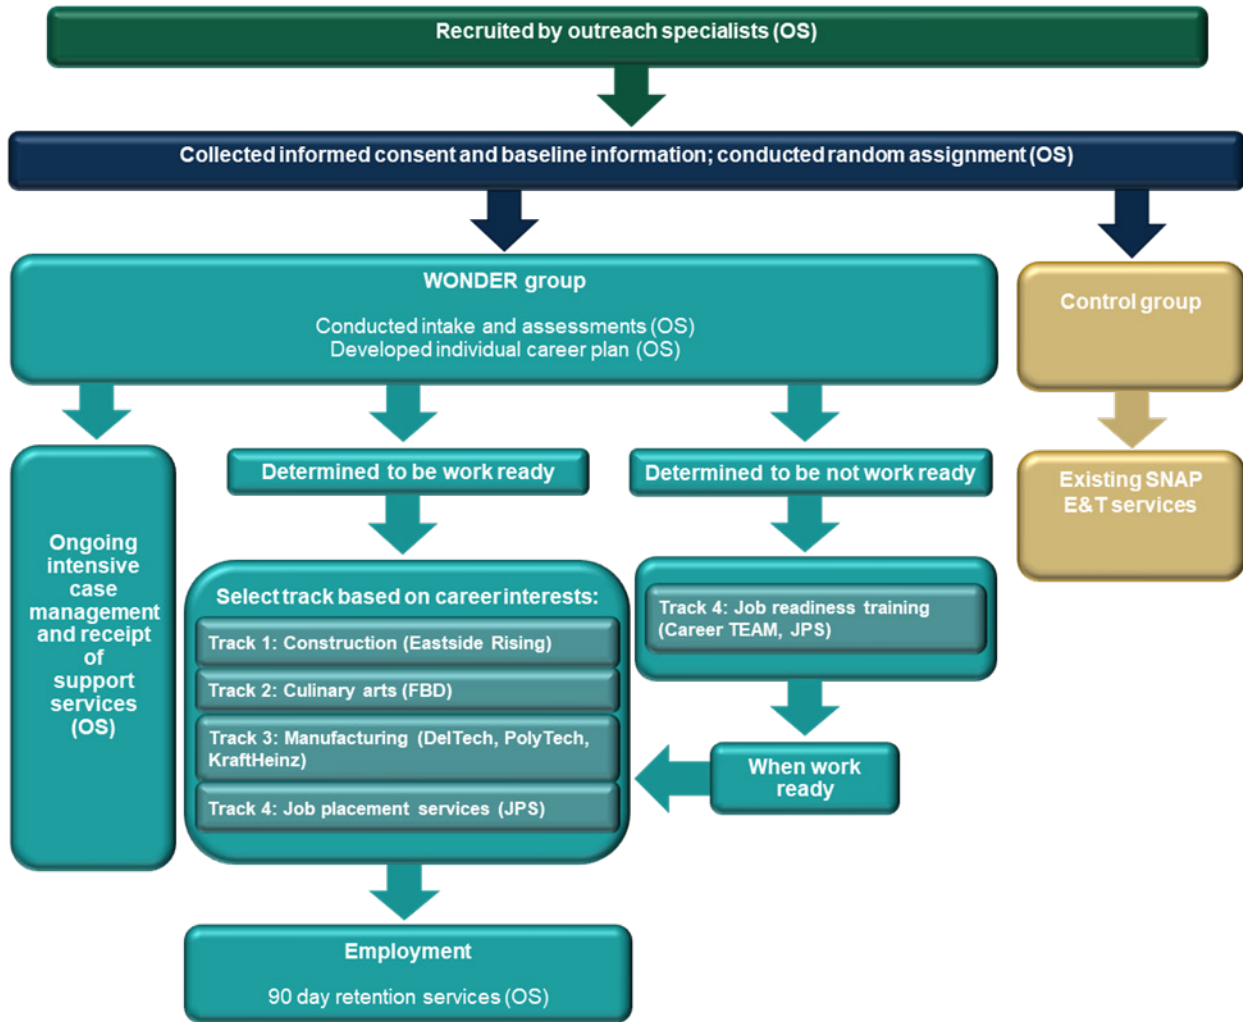 Recruited by outreach specialists (OS)
Collected informed consent and baseline information; conducted random assignment (OS)
WONDER group
Conducted intake and assessments (OS)
Developed individual career plan (OS)
Control group
Ongoing
intensive
case
management
and receipt
of
support
services
(OS)
Determined to be work ready
Determined to be not work ready
Existing SNAP
E&T services
Select track based on career interests:
Track 1: Construction (Eastside Rising)
Track 2: Culinary arts (FBD)
Track 3: Manufacturing (DelTech, PolyTech,
KraftHeinz)
Track 4: Job placement services (JPS)
Track 4: Job readiness training
(Career TEAM, JPS)
When work
ready
Employment
90 day retention services (OS)